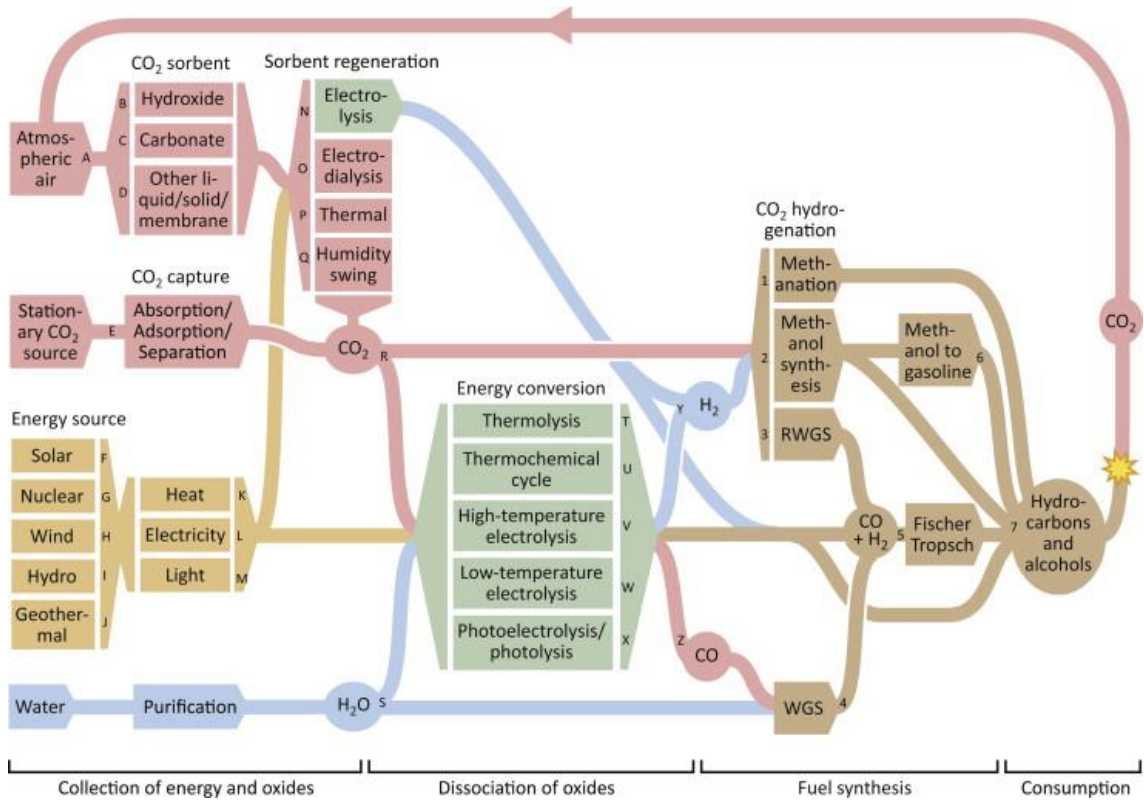 CO₂ sorbent
Sorbent regeneration
Atmos-
pheric
air
A
B
Hydroxide
C
Carbonate
D
Other li-
quid/solid/
membrane
N
Electro-
lysis
O
Electro-
dialysis
P
Thermal
Q
Humidity
swing
CO₂ capture
Station-
ary CO₂
source
E
Absorption/
Adsorption/
Separation
CO₂
R
Energy source
Solar
F
Nuclear
G
Wind
H
Hydro
I
Geother-
mal
J
Heat
K
Electricity
L
Light
M
Water
Purification
H₂O
S
Energy conversion
Thermolysis
T
Thermochemical
cycle
U
High-temperature
electrolysis
V
Low-temperature
electrolysis
W
Photoelectrolysis/
photolysis
X
Y
H₂
Z
CO
CO₂ hydro-
genation
1
Meth-
anation
2
Meth-
anol
synth-
esis
3
RWGS
Meth-
anol to
gasoline
6
CO
+ H₂
5
Fischer
Tropsch
WGS
4
7
Hydro-
carbons
and
alcohols
CO₂
Collection of energy and oxides
Dissociation of oxides
Fuel synthesis
Consumption